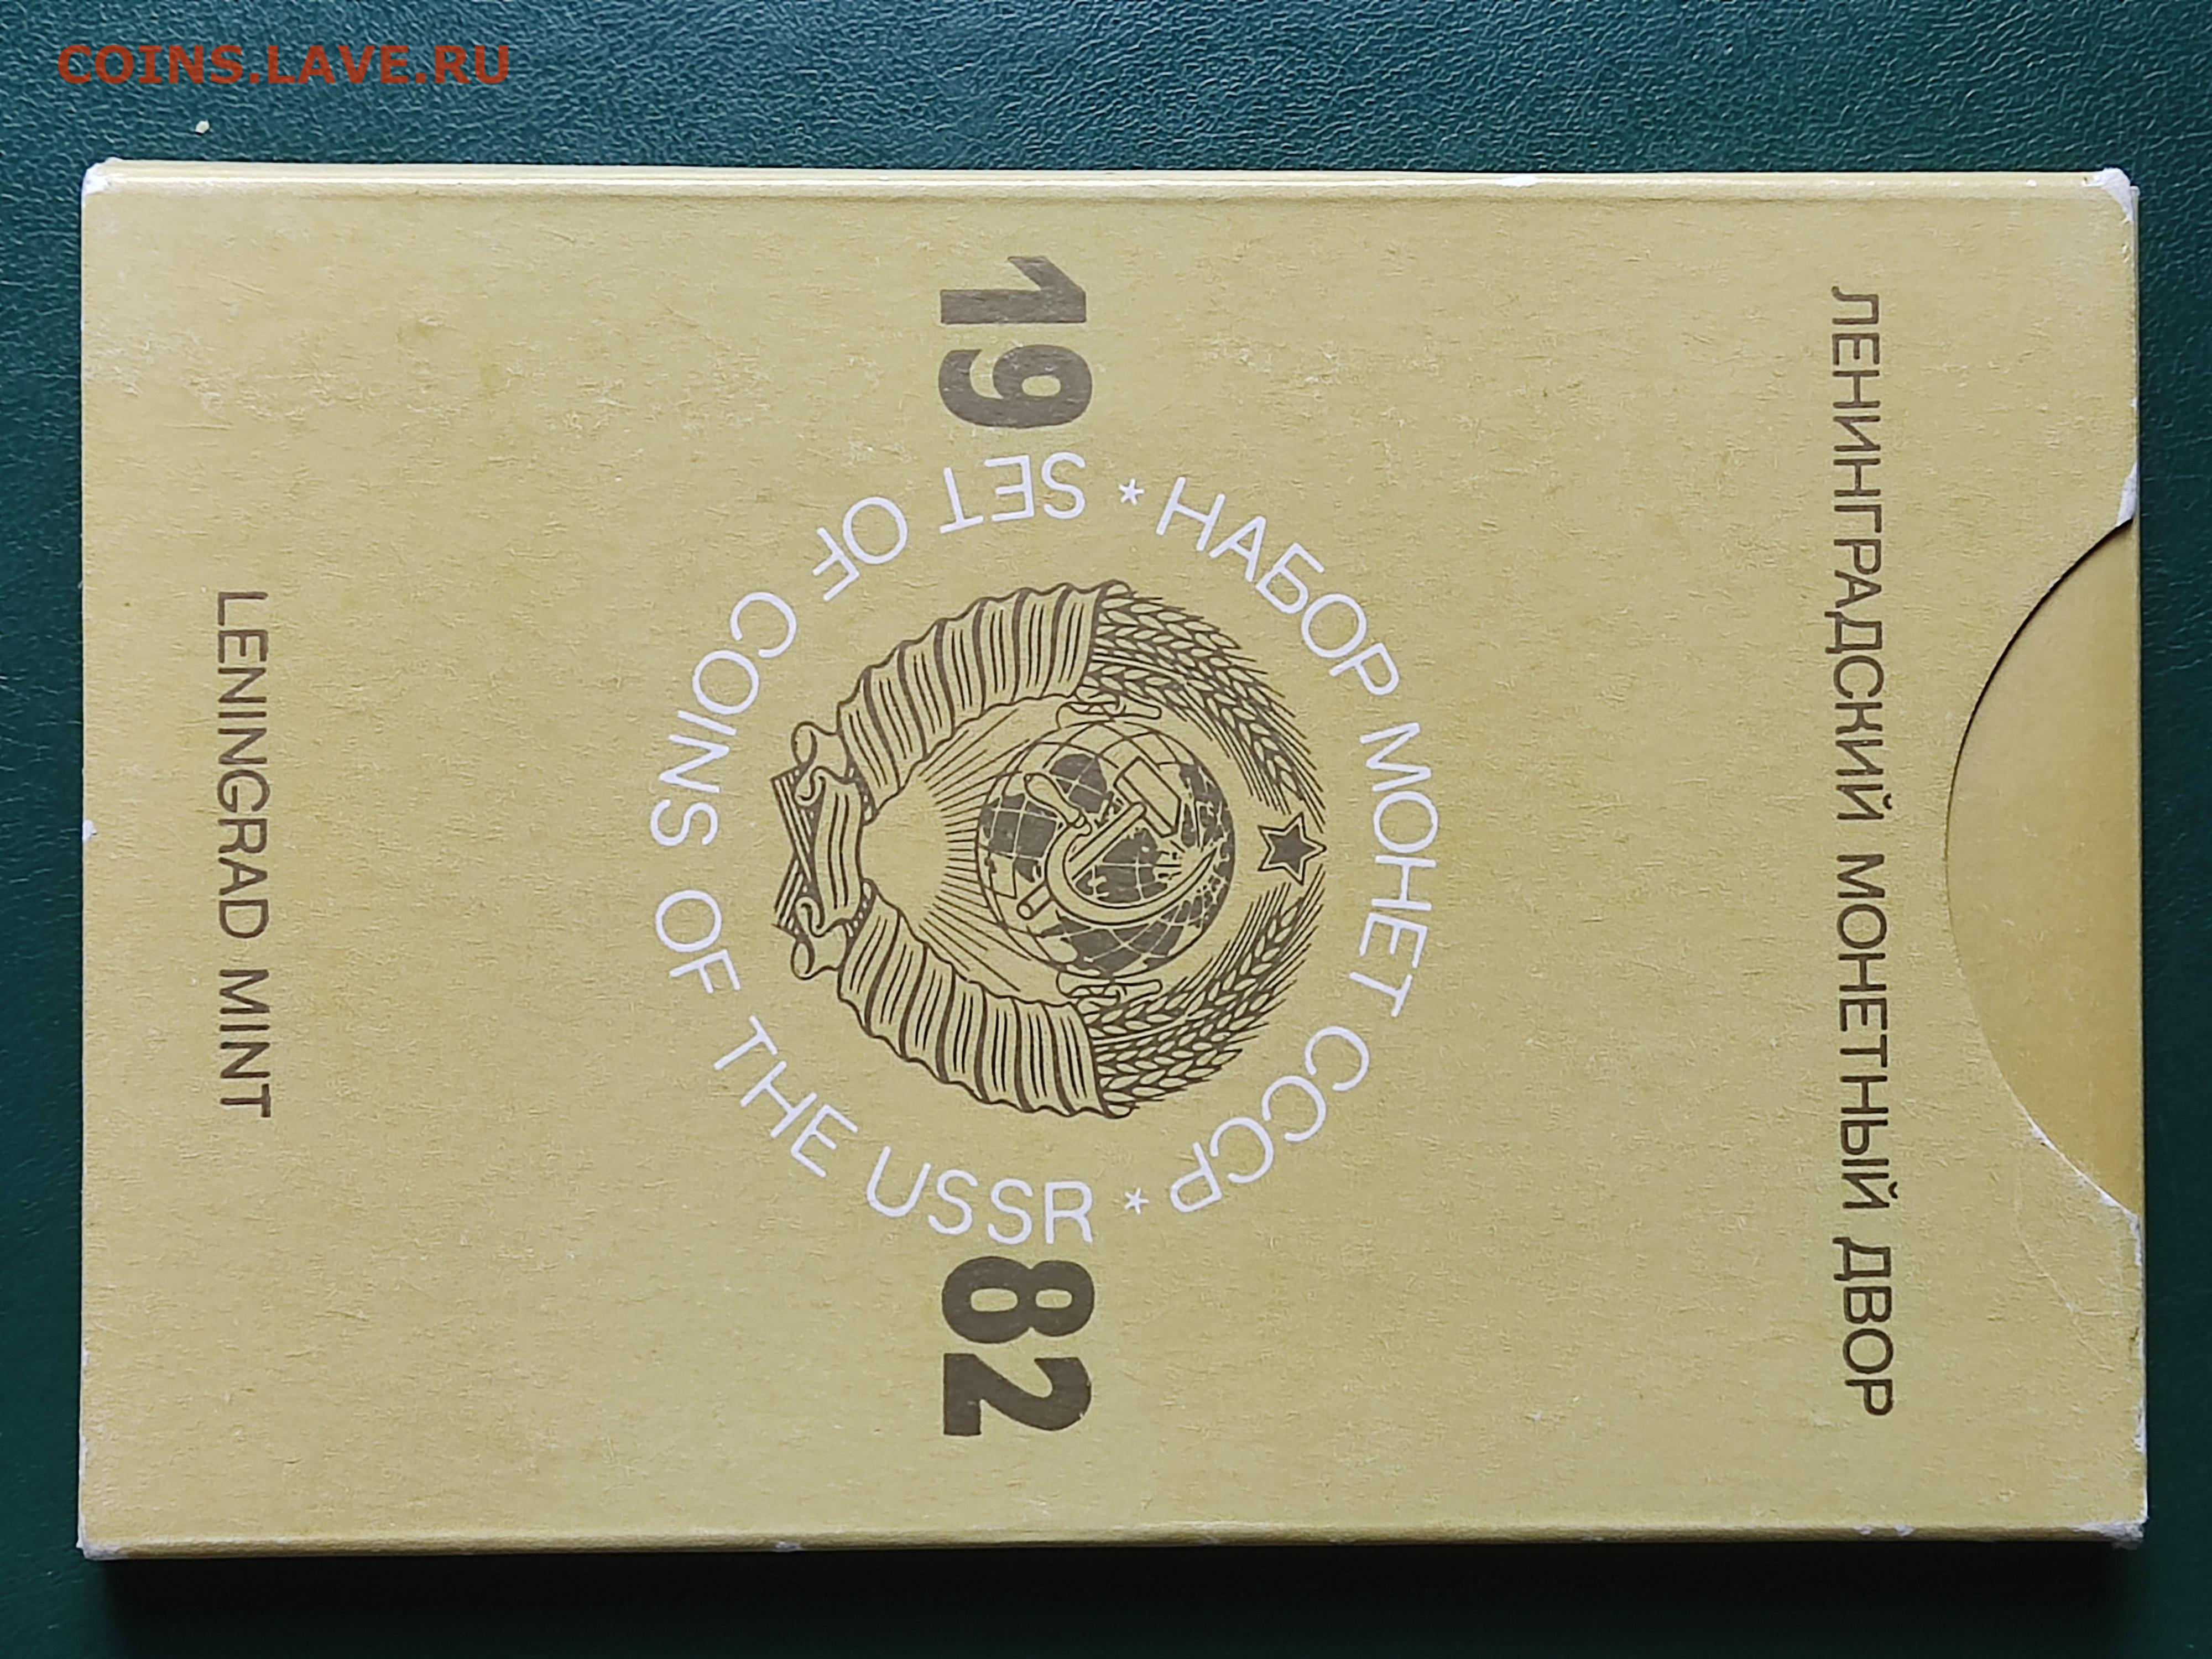 COINS.LAVE.RU
ЛЕНИНГРАДСКИЙ МОНЕТНЫЙ ДВОР
НАБОР МОНЕТ СССР
19 82
* SET OF COINS OF THE USSR *
LENINGRAD MINT